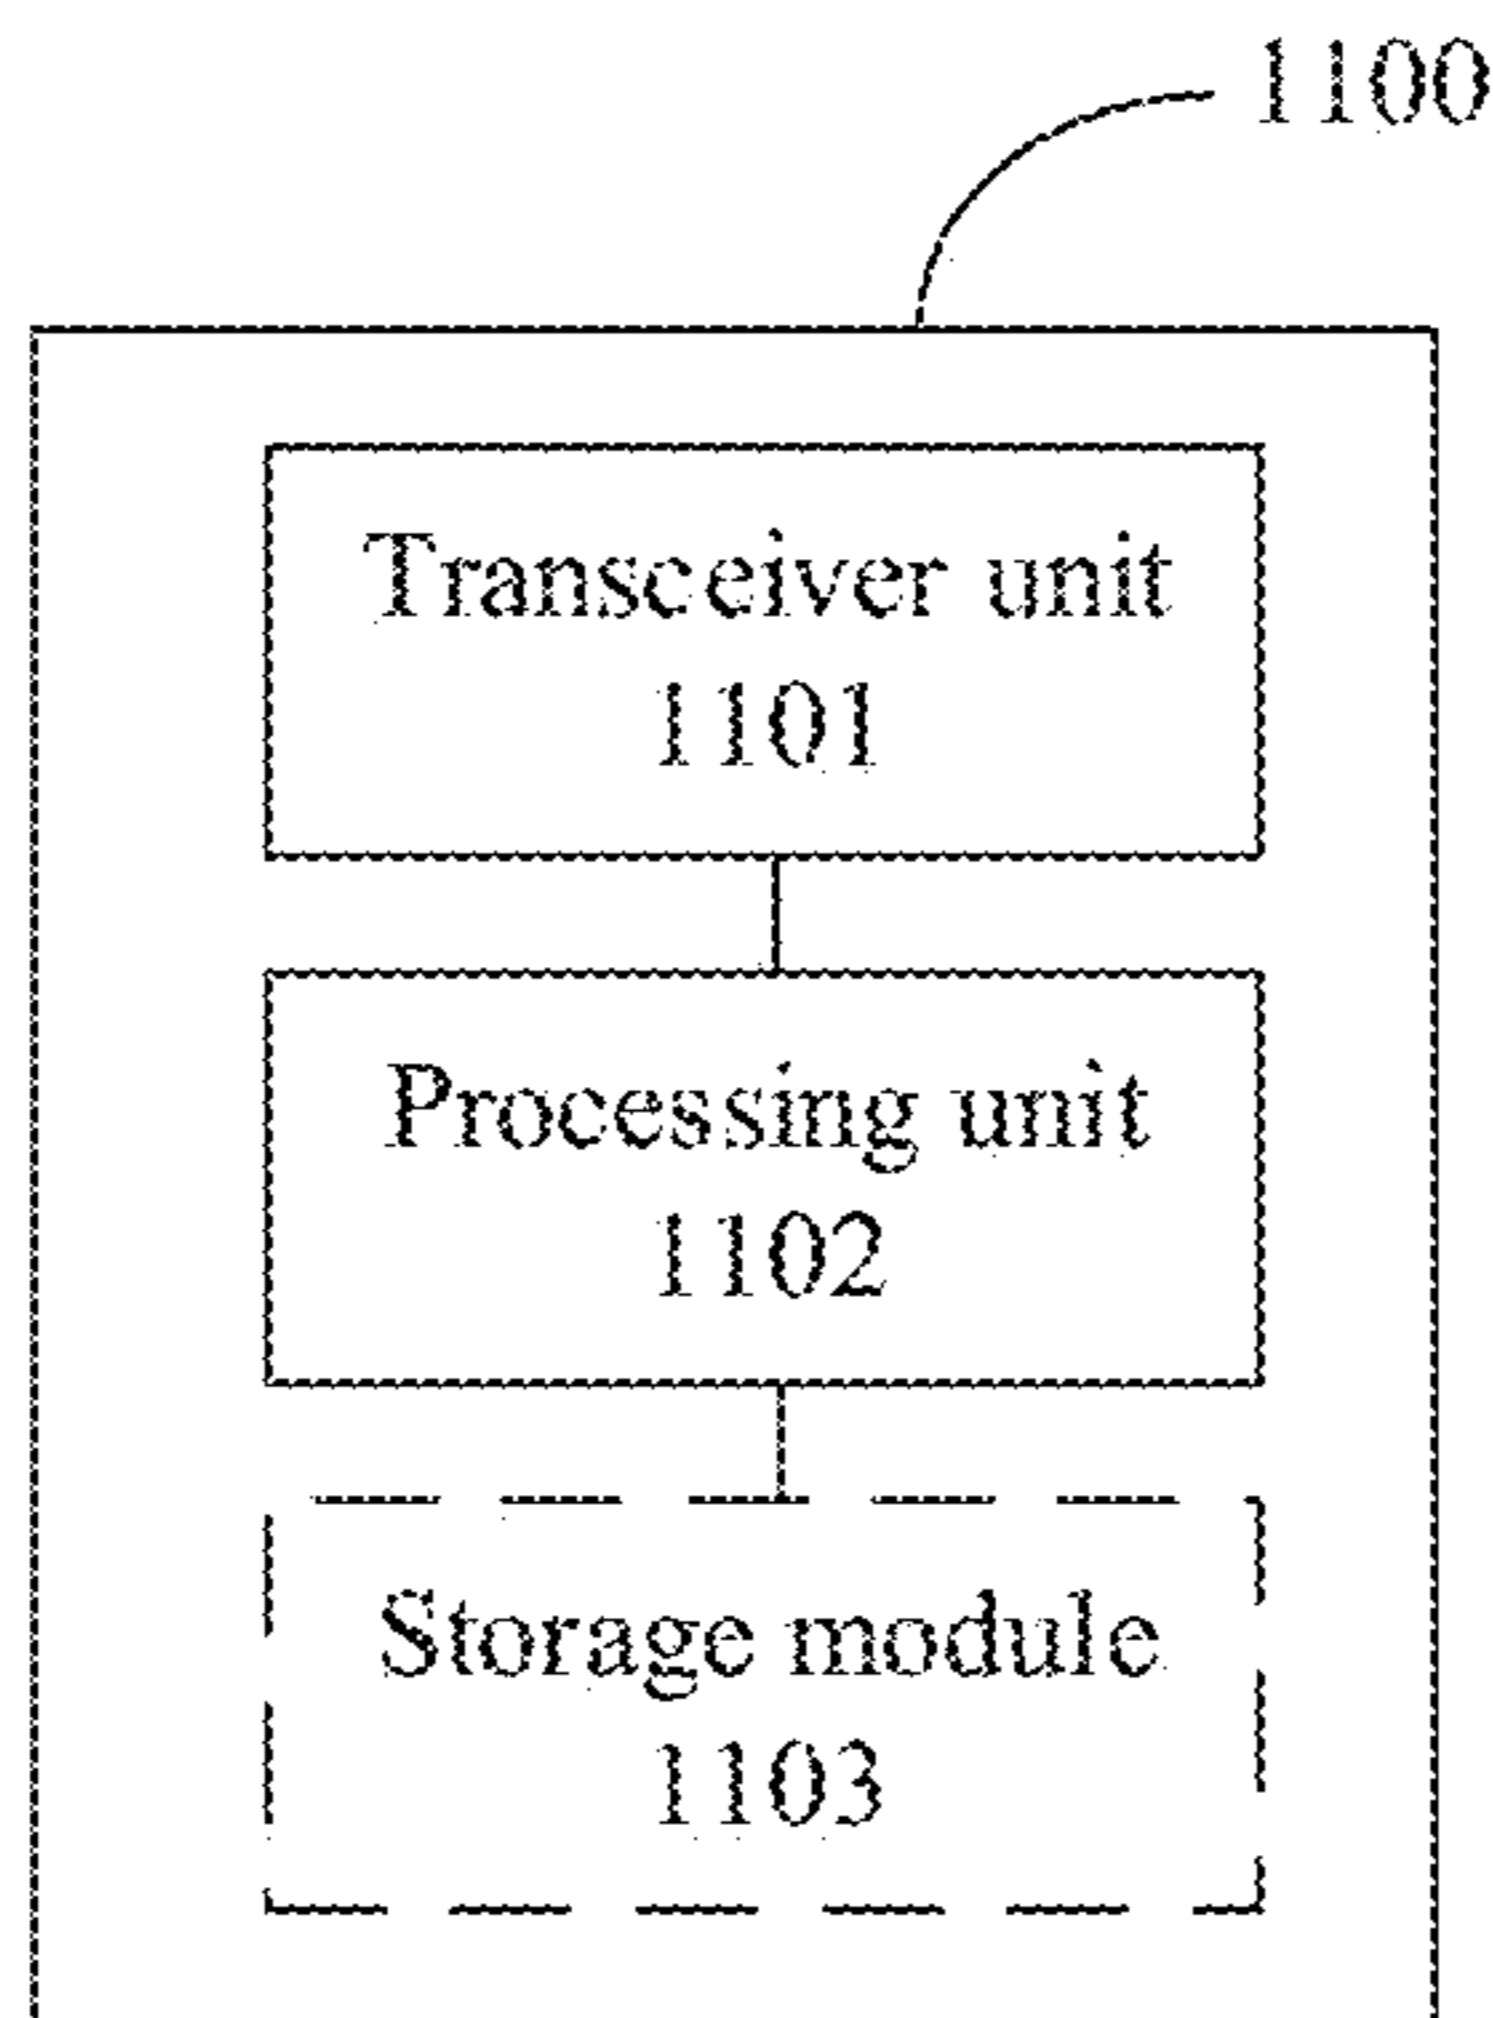 1100
Transceiver unit
1101
Processing unit
1102
Storage module
1103